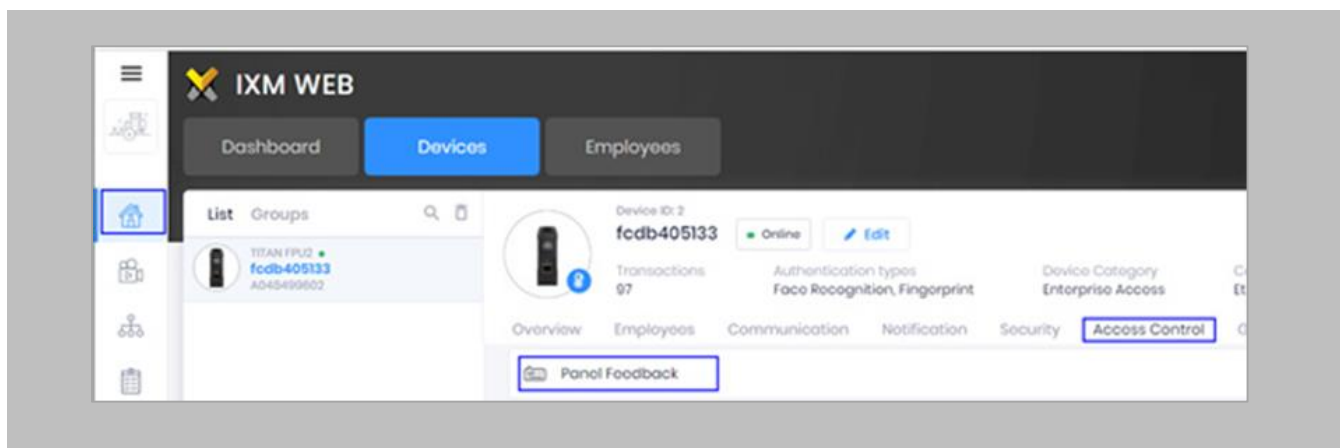 IXM WEB
Dashboard Devices Employees
List Groups
TITAN FPU2
fcdb405133
A045499602
Device ID: 2
fcdb405133 Online Edit
Transactions Authentication types Device Category
97 Face Recognition, Fingerprint Enterprise Access
Overview Employees Communication Notification Security Access Control
Panel Feedback